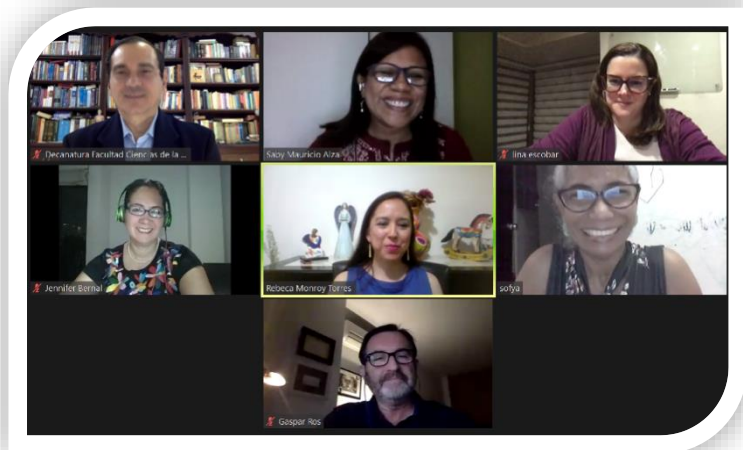 Decanatura Facultad Ciencias de la ...
Saby Mauricio Alza
lina escobar
Jennifer Bernal
Rebeca Monroy Torres
sofya
Gaspar Ros